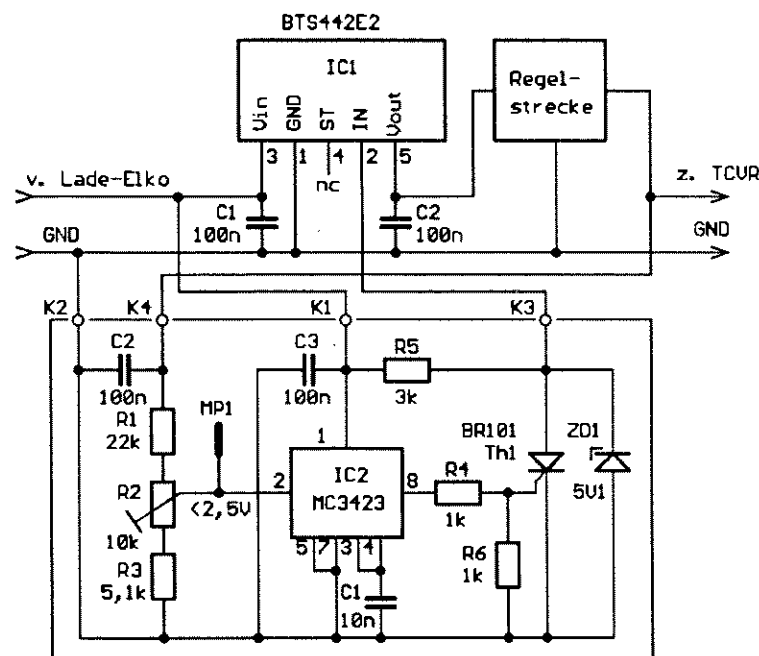 BTS442E2
IC1
Vin
GND
ST
IN
Vout
3
1
4
2
5
nc
Regel-
strecke
v. Lade-Elko
z. TCVR
C1
100n
C2
100n
GND
GND
K2
K4
K1
K3
C2
100n
C3
100n
R5
3k
R1
22k
MP1
BR101
Th1
ZD1
5V1
1
R2
10k
2
IC2
MC3423
8
R4
1k
<2,5V
5
7
3
4
R3
5,1k
C1
10n
R6
1k